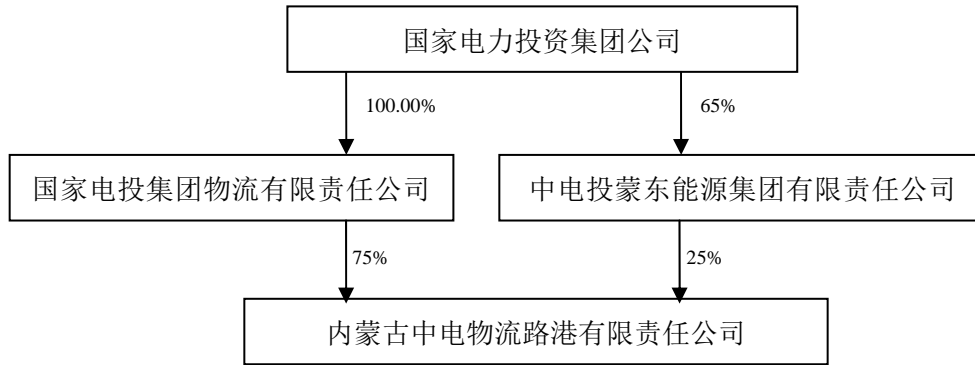 国家电力投资集团公司
100.00%
65%
国家电投集团物流有限责任公司
中电投蒙东能源集团有限责任公司
75%
25%
内蒙古中电物流路港有限责任公司